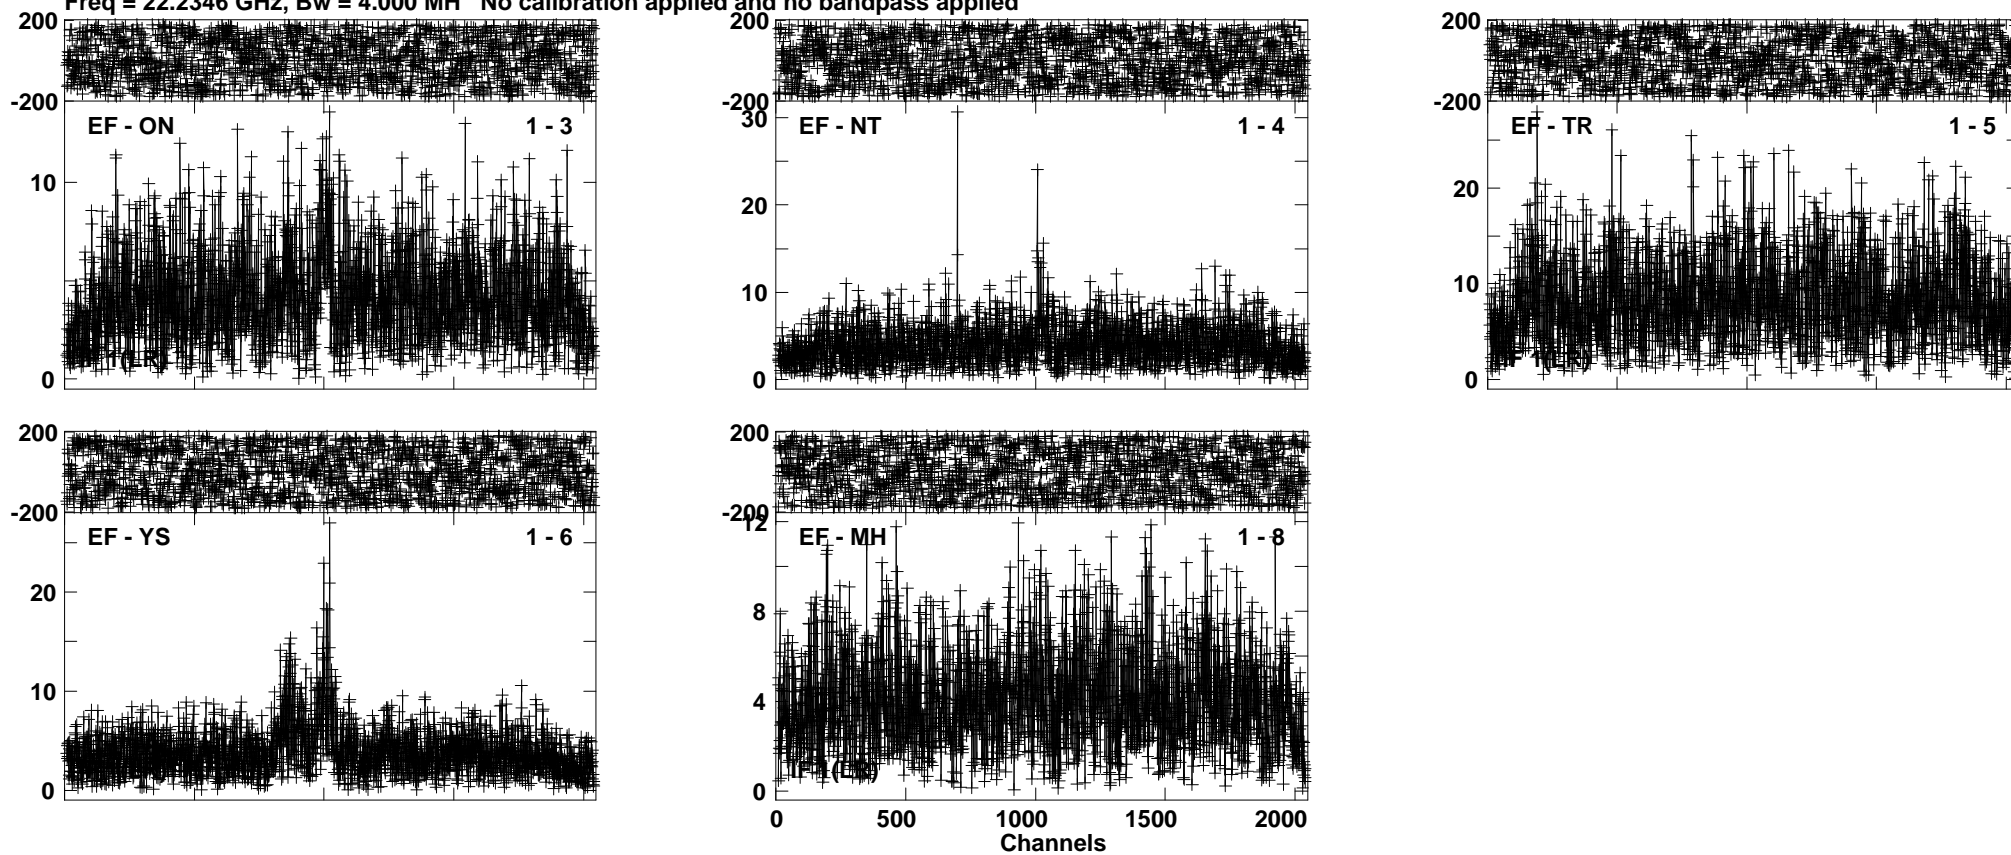 Freq = 22.2346 GHz, Bw = 4.000 MH No calibration applied and no bandpass applied
200
-200
EF - ON 1 - 3
10
0
200
-200
30
EF - NT 1 - 4
20
10
0
200
-200
EF - TR 1 - 5
20
10
0
200
-200
EF - YS 1 - 6
20
10
0
200
-200
12
EF - MH 1 - 8
8
4
IF 1(LR)
0
0 500 1000 1500 2000
Channels